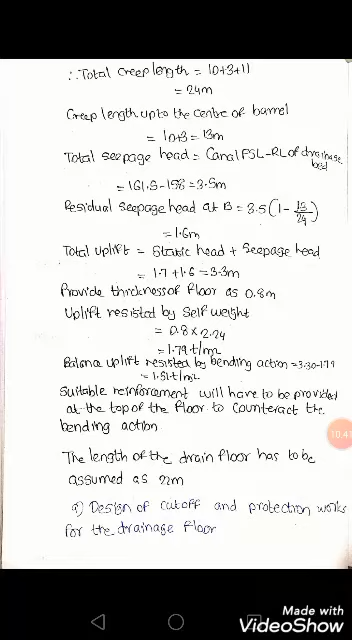 ∴ Total Creep length = 10+3+11
= 24m
Creep length upto the centre of barrel
= 10+3 = 13m
Total seepage head = Canal FSL - RL of drainage bed
= 161.5 - 158 = 3.5m
Residual seepage head at B = 3.5 (1 - 13/24)
= 1.6m
Total uplift = Static head + Seepage head
= 1.7 + 1.6 = 3.3m
Provide thickness of floor as 0.8m
Uplift resisted by Self weight
= 0.8 x 2.24
= 1.79 t/m2
Balance uplift resisted by bending action = 3.30-1.79
= 1.51 t/m2
Suitable reinforcement will have to be provided
at the top of the floor to counteract the
bending action.
The length of the drain floor has to be
assumed as 22m
9) Design of cutoff and protection works
for the drainage floor
10:4
Made with
VideoShow